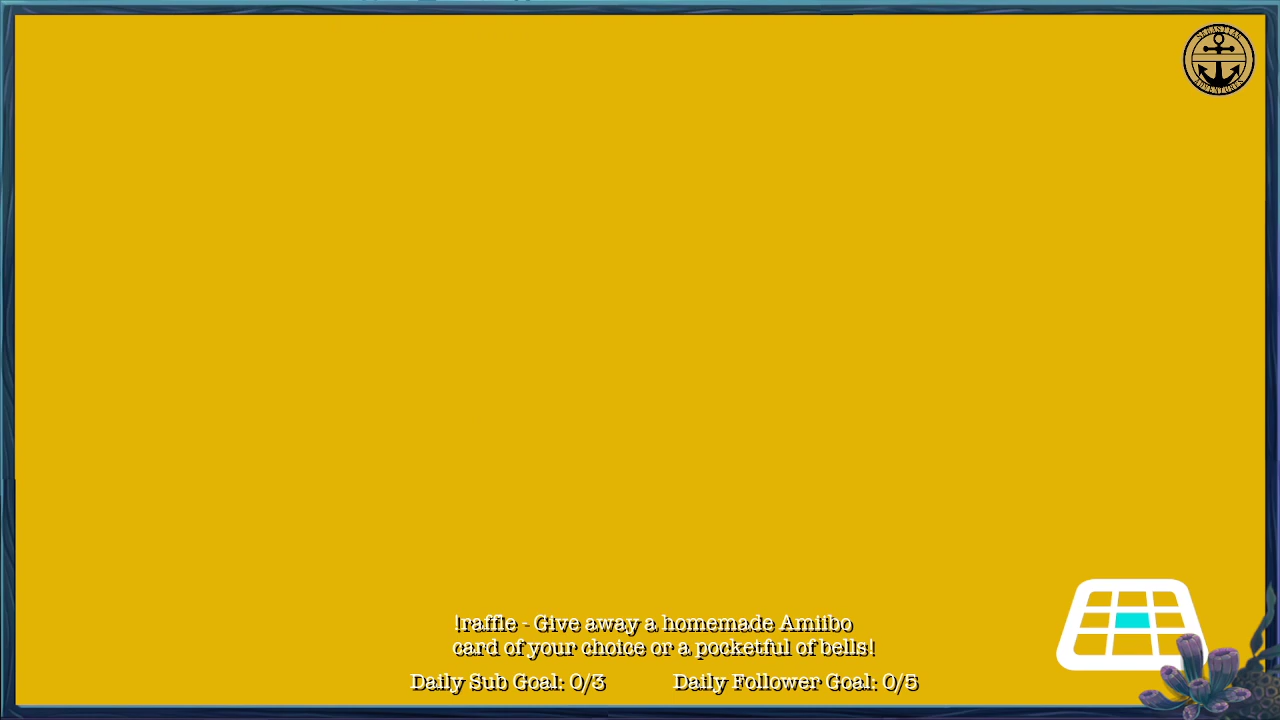 !raffle - Give away a homemade Amiibo
card of your choice or a pocketful of bells!
Daily Sub Goal: 0/3 Daily Follower Goal: 0/5